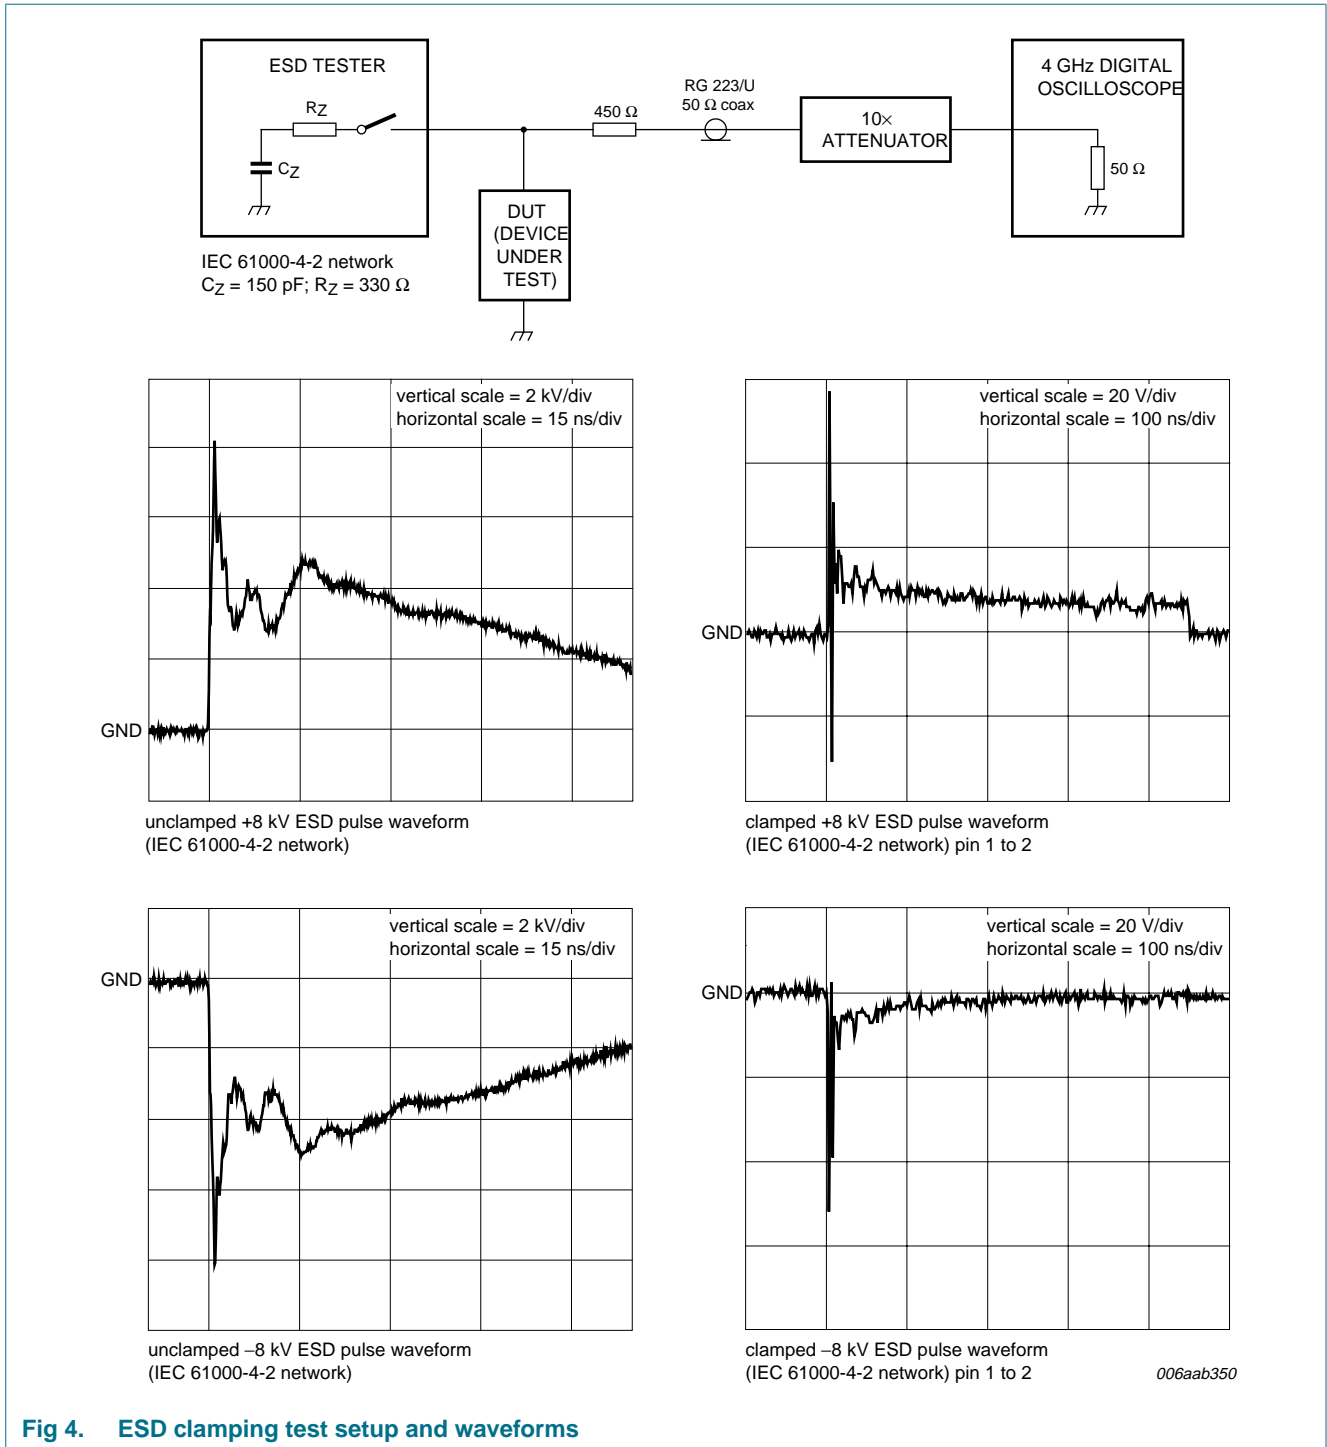 ESD TESTER
RZ
CZ
IEC 61000-4-2 network
CZ = 150 pF; RZ = 330 Ω
450 Ω
RG 223/U
50 Ω coax
10×
ATTENUATOR
4 GHz DIGITAL
OSCILLOSCOPE
50 Ω
DUT
(DEVICE
UNDER
TEST)
vertical scale = 2 kV/div
horizontal scale = 15 ns/div
GND
unclamped +8 kV ESD pulse waveform
(IEC 61000-4-2 network)
vertical scale = 20 V/div
horizontal scale = 100 ns/div
GND
clamped +8 kV ESD pulse waveform
(IEC 61000-4-2 network) pin 1 to 2
vertical scale = 2 kV/div
horizontal scale = 15 ns/div
GND
unclamped −8 kV ESD pulse waveform
(IEC 61000-4-2 network)
vertical scale = 20 V/div
horizontal scale = 100 ns/div
GND
clamped −8 kV ESD pulse waveform
(IEC 61000-4-2 network) pin 1 to 2
006aab350
Fig 4. ESD clamping test setup and waveforms